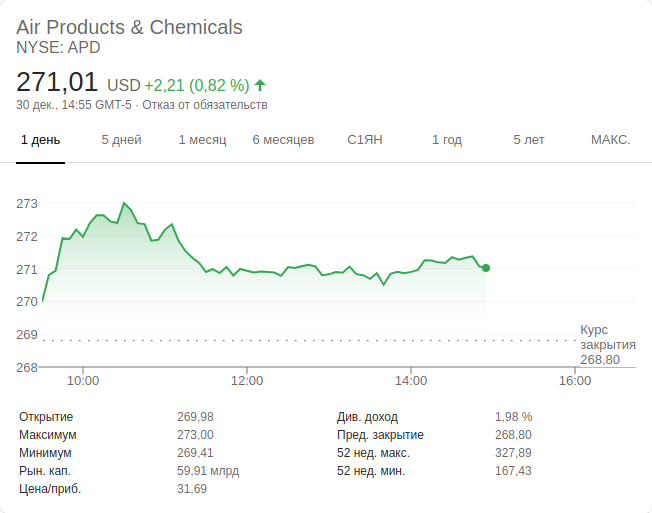 Air Products & Chemicals
NYSE: APD
271,01 USD +2,21 (0,82 %)
30 дек., 14:55 GMT-5 · Отказ от обязательств
1 день 5 дней 1 месяц 6 месяцев С1ЯН 1 год 5 лет МАКС.
273
272
271
270
269
Курс
закрытия
268,80
268
10:00 12:00 14:00 16:00
Открытие 269,98 Див. доход 1,98 %
Максимум 273,00 Пред. закрытие 268,80
Минимум 269,41 52 нед. макс. 327,89
Рын. кап. 59,91 млрд 52 нед. мин. 167,43
Цена/приб. 31,69